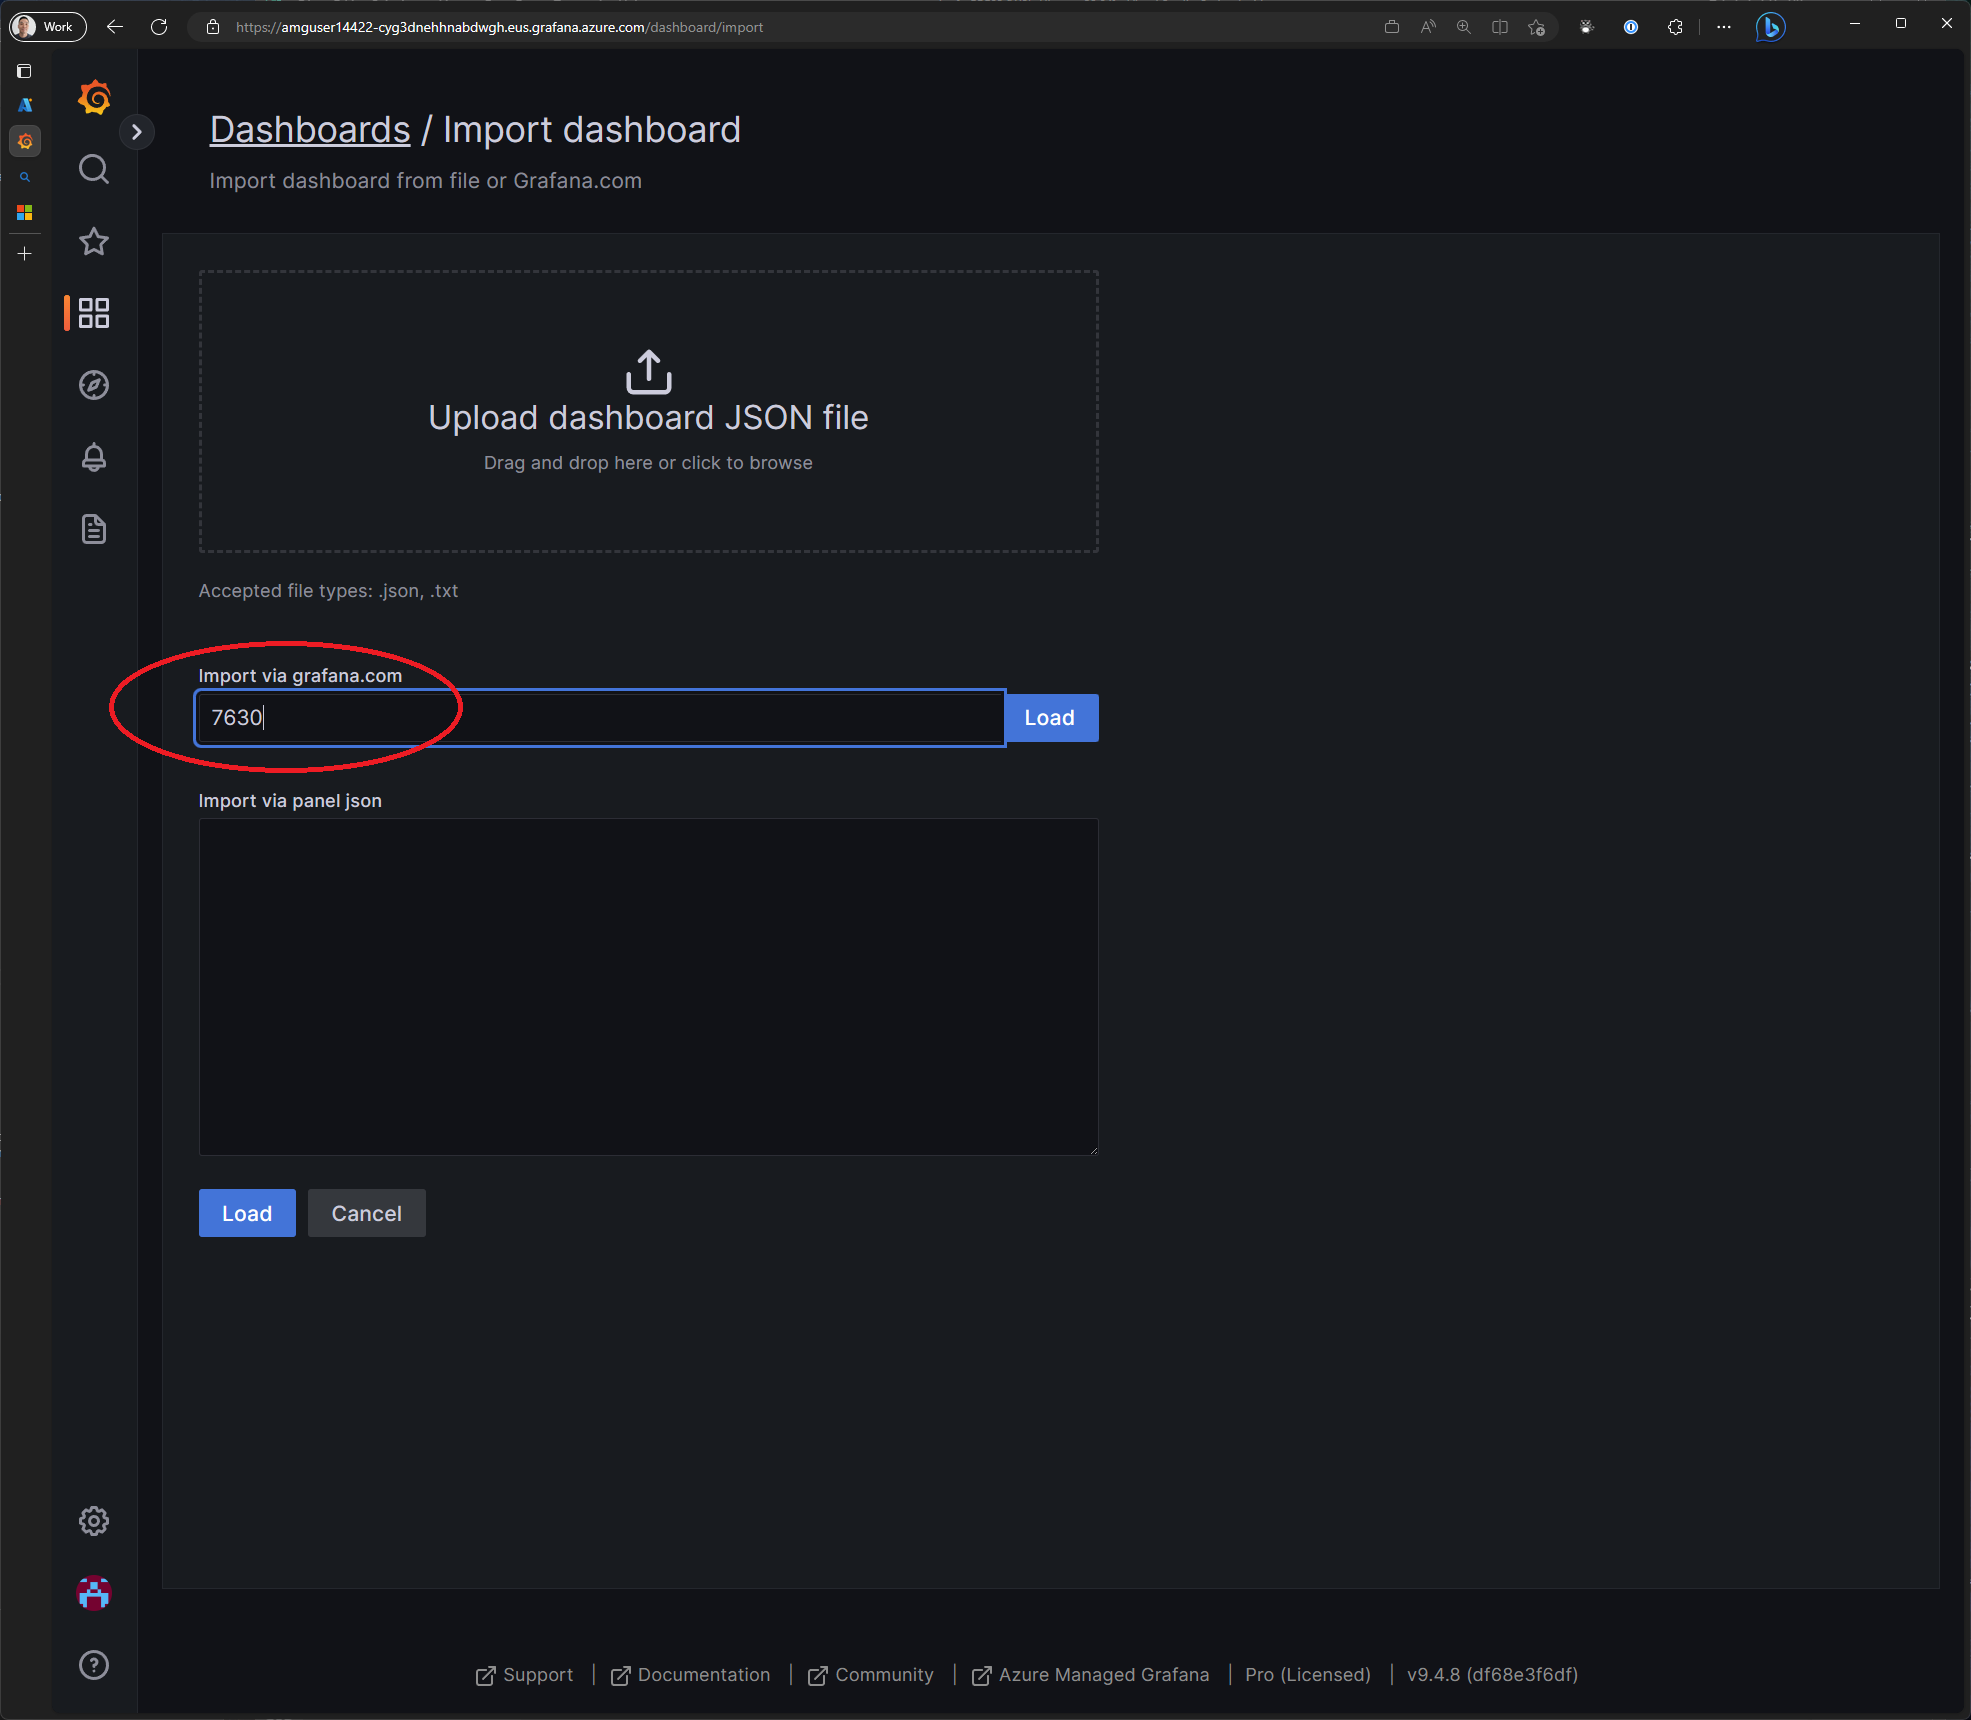 Work
https://amguser14422-cyg3dnehhnabdwgh.eus.grafana.azure.com/dashboard/import
Dashboards / Import dashboard
Import dashboard from file or Grafana.com
Upload dashboard JSON file
Drag and drop here or click to browse
Accepted file types: .json, .txt
Import via grafana.com
7630
Load
Import via panel json
Load
Cancel
Support | Documentation | Community | Azure Managed Grafana | Pro (Licensed) | v9.4.8 (df68e3f6df)